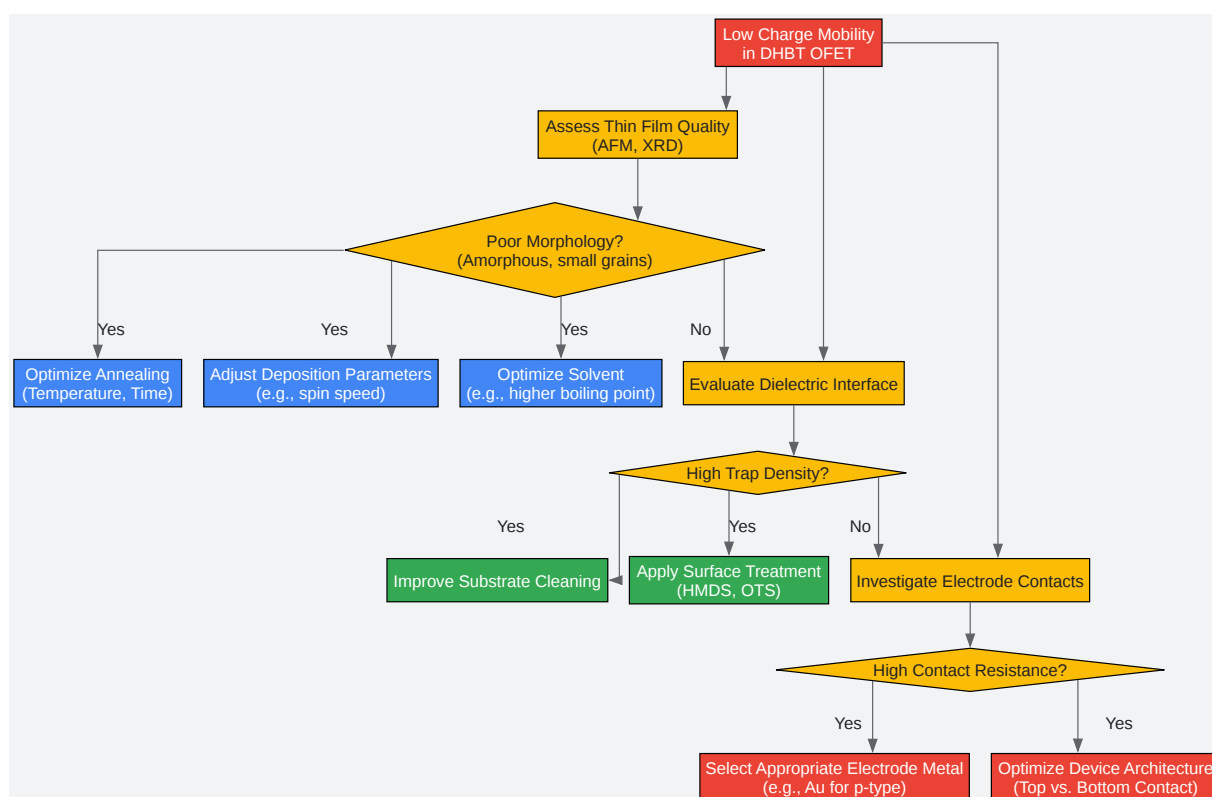 Low Charge Mobility
in DHBT OFET
Assess Thin Film Quality
(AFM, XRD)
Poor Morphology?
(Amorphous, small grains)
Yes
Yes
Yes
No
Optimize Annealing
(Temperature, Time)
Adjust Deposition Parameters
(e.g., spin speed)
Optimize Solvent
(e.g., higher boiling point)
Evaluate Dielectric Interface
High Trap Density?
Yes
Yes
No
Improve Substrate Cleaning
Apply Surface Treatment
(HMDS, OTS)
Investigate Electrode Contacts
High Contact Resistance?
Yes
Yes
Select Appropriate Electrode Metal
(e.g., Au for p-type)
Optimize Device Architecture
(Top vs. Bottom Contact)